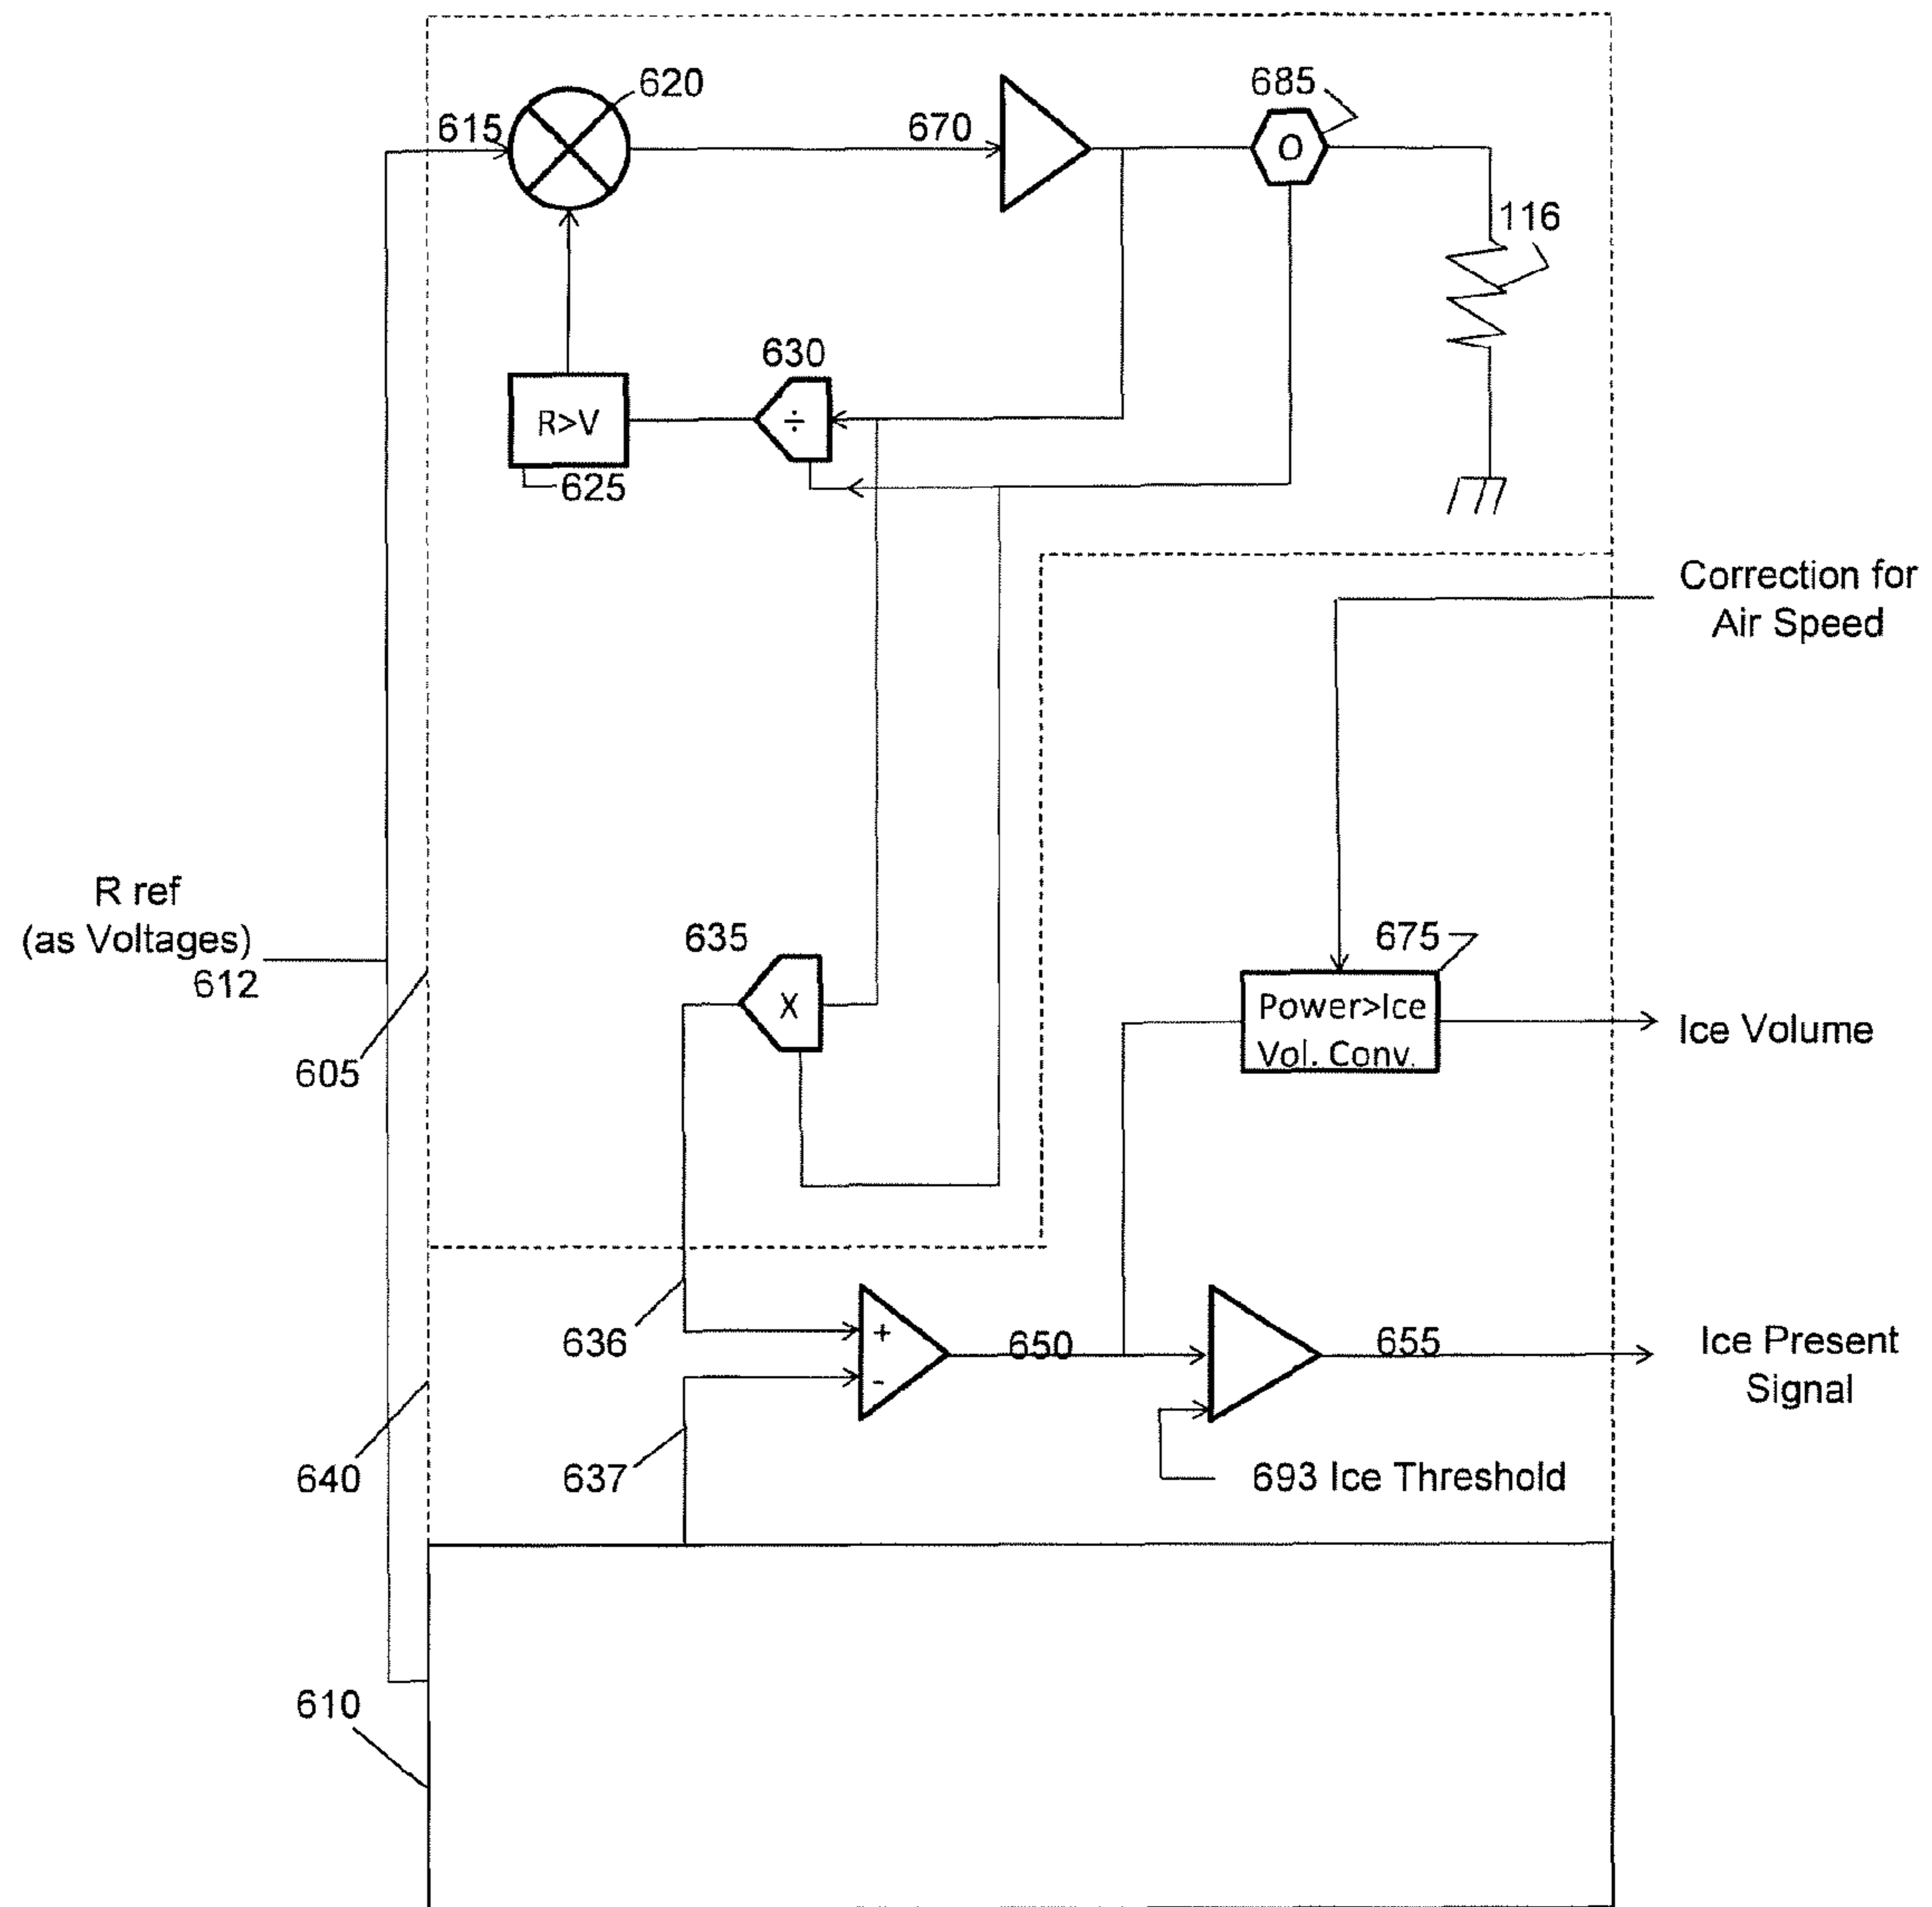 620
685
615
670
116
630
÷
R>V
625
O
Correction for
Air Speed
R ref
(as Voltages)
612
635
X
675
Power>Ice
Vol. Conv.
Ice Volume
605
636
+
-
650
655
Ice Present
Signal
640
637
693 Ice Threshold
610